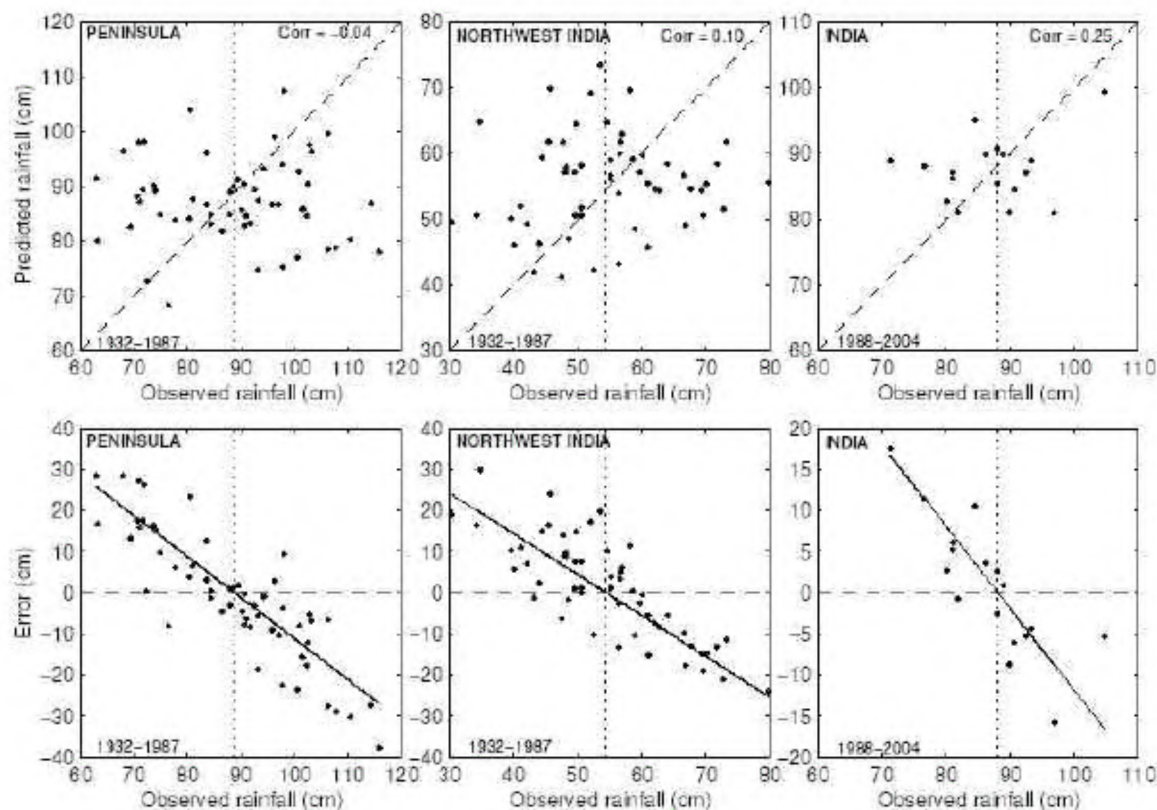 PENINSULA
Corr = -0.04
NORTHWEST INDIA
Corr = 0.10
INDIA
Corr = 0.25
Predicted rainfall (cm)
120
110
100
90
80
70
60
80
70
60
50
40
30
110
100
90
80
70
60
1932-1987
1932-1987
1988-2004
60 70 80 90 100 110 120
30 40 50 60 70 80
60 70 80 90 100 110
Observed rainfall (cm)
Observed rainfall (cm)
Observed rainfall (cm)
PENINSULA
NORTHWEST INDIA
INDIA
Error (cm)
40
30
20
10
0
-10
-20
-30
-40
40
30
20
10
0
-10
-20
-30
-40
20
15
10
5
0
-5
-10
-15
-20
1932-1987
1932-1987
1988-2004
60 70 80 90 100 110 120
30 40 50 60 70 80
60 70 80 90 100 110
Observed rainfall (cm)
Observed rainfall (cm)
Observed rainfall (cm)